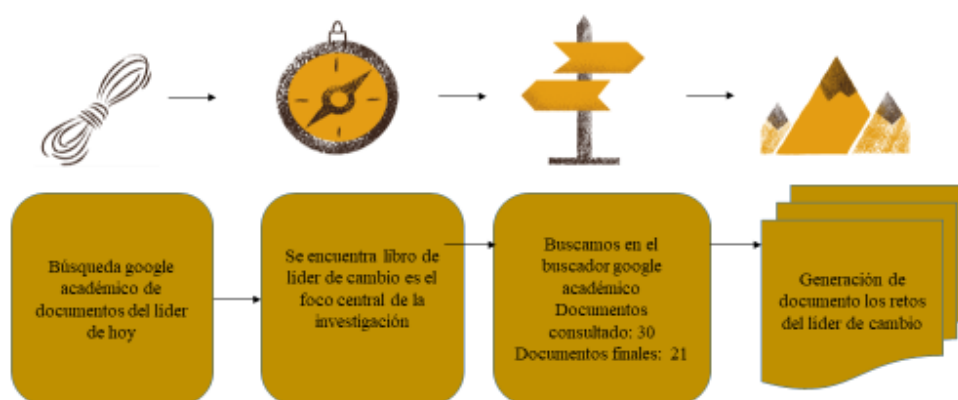 Búsqueda google
académico de
documentos del líder
de hoy
Se encuentra libro de
líder de cambio es el
foco central de la
investigación
Buscamos en el
buscador google
académico
Documentos
consultado: 30
Documentos finales: 21
Generación de
documento los retos
del líder de cambio